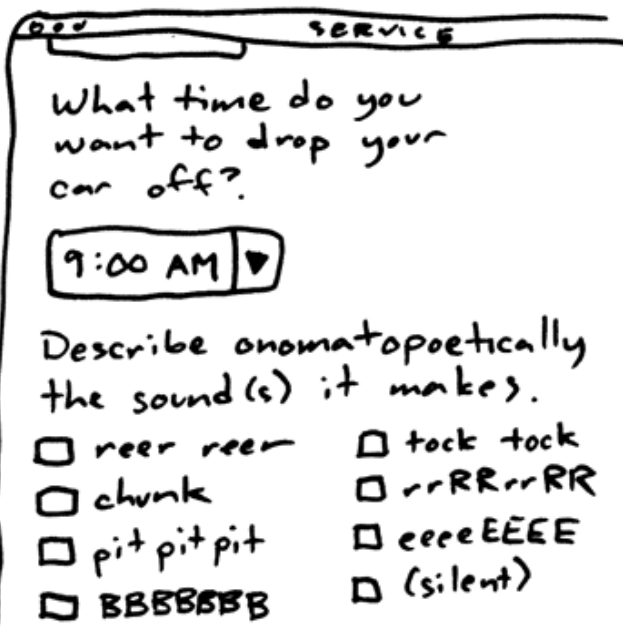 SERVICE
What time do you
want to drop your
car off?
9:00 AM
Describe onomatopoetically
the sound(s) it makes.
reer reer
tock tock
chunk
rrRRrrRR
pit pit pit
eeeeEEEE
BBBBBBB
(silent)